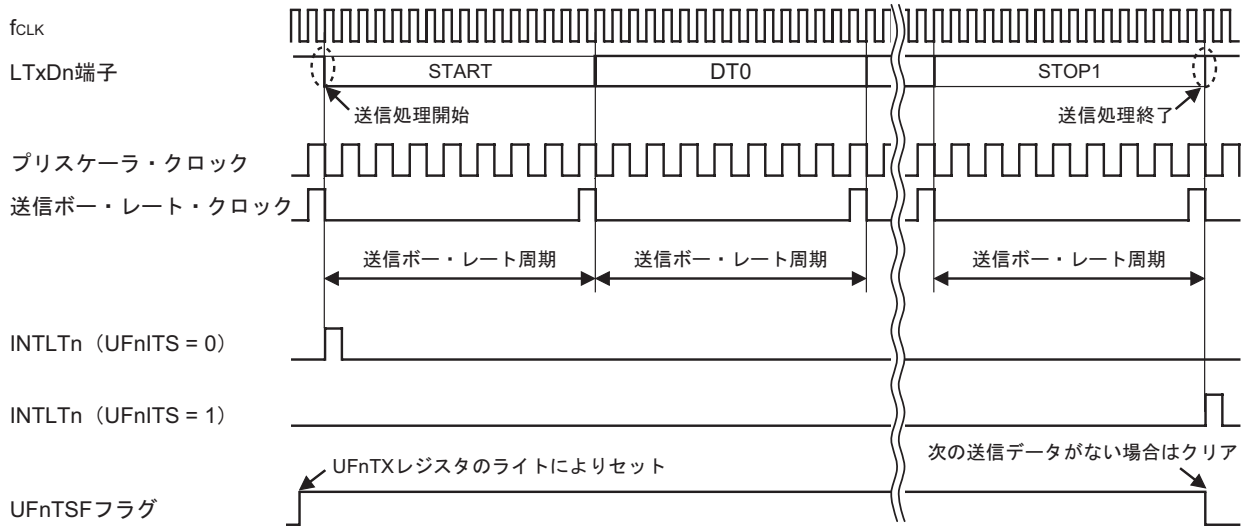 fCLK
LTxDn端子
START
DT0
STOP1
送信処理開始
送信処理終了
プリスケーラ・クロック
送信ボー・レート・クロック
送信ボー・レート周期
送信ボー・レート周期
送信ボー・レート周期
INTLTn（UFnITS = 0）
INTLTn（UFnITS = 1）
UFnTXレジスタのライトによりセット
次の送信データがない場合はクリア
UFnTSFフラグ